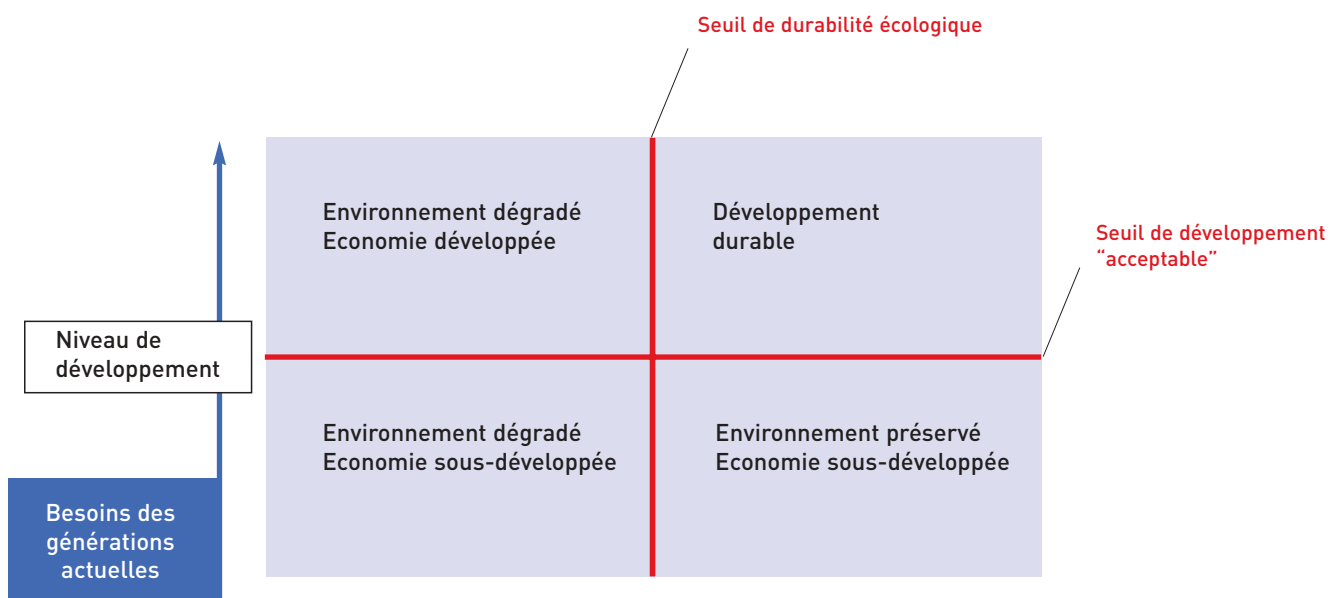 Seuil de durabilité écologique
Environnement dégradé
Economie développée
Développement
durable
Seuil de développement
“acceptable”
Niveau de
développement
Environnement dégradé
Economie sous-développée
Environnement préservé
Economie sous-développée
Besoins des
générations
actuelles